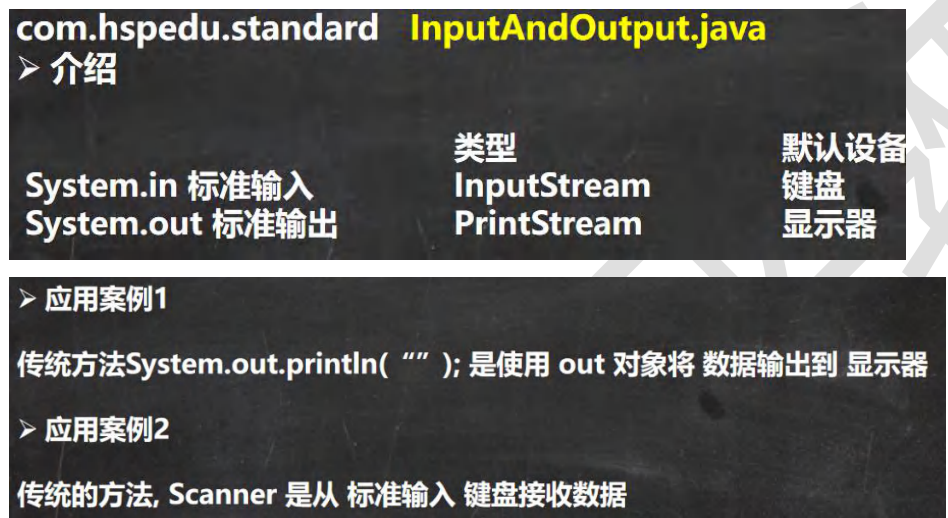 com.hspedu.standard InputAndOutput.java
➢ 介绍
类型 默认设备
System.in 标准输入 InputStream 键盘
System.out 标准输出 PrintStream 显示器
➢ 应用案例1
传统方法System.out.println(“”); 是使用 out 对象将 数据输出到 显示器
➢ 应用案例2
传统的方法, Scanner 是从 标准输入 键盘接收数据